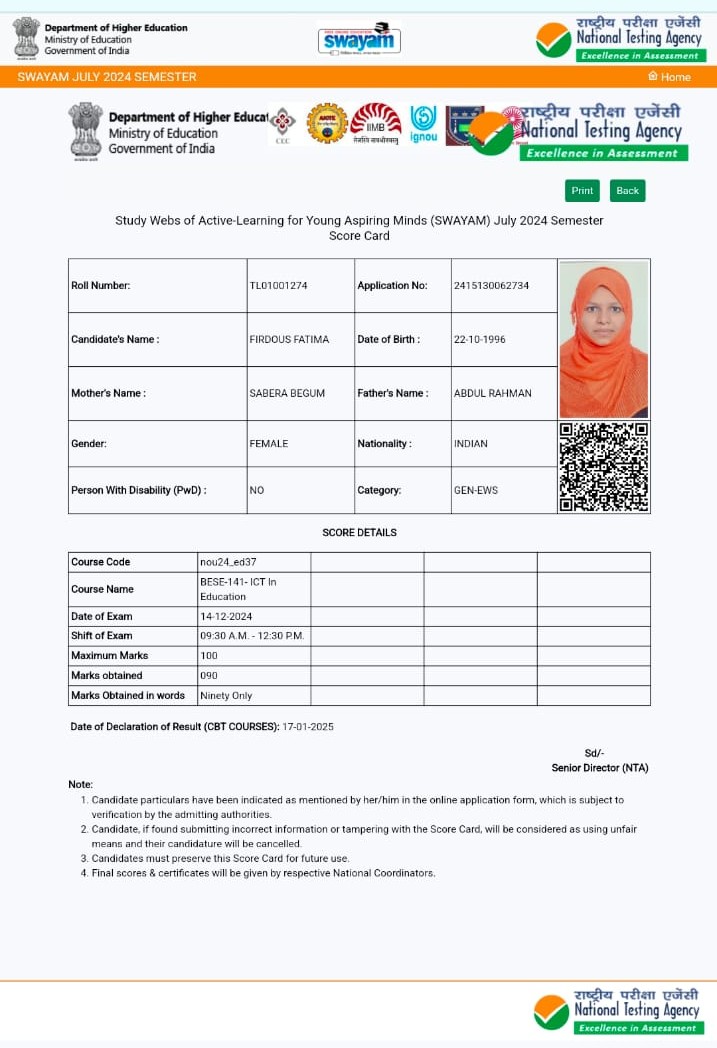 Department of Higher Education
Ministry of Education
Government of India
swayam
राष्ट्रीय परीक्षा एजेंसी
National Testing Agency
Excellence in Assessment
SWAYAM JULY 2024 SEMESTER
Home
Department of Higher Educat
Ministry of Education
Government of India
CEC
AICTE
IIMB
ignou
राष्ट्रीय परीक्षा एजेंसी
National Testing Agency
Excellence in Assessment
Print Back
Study Webs of Active-Learning for Young Aspiring Minds (SWAYAM) July 2024 Semester
Score Card
Roll Number: TL01001274 Application No: 2415130062734
Candidate's Name : FIRDOUS FATIMA Date of Birth : 22-10-1996
Mother's Name : SABERA BEGUM Father's Name : ABDUL RAHMAN
Gender: FEMALE Nationality : INDIAN
Person With Disability (PwD) : NO Category: GEN-EWS
SCORE DETAILS
Course Code nou24_ed37
Course Name BESE-141- ICT In
Education
Date of Exam 14-12-2024
Shift of Exam 09:30 A.M. - 12:30 P.M.
Maximum Marks 100
Marks obtained 090
Marks Obtained in words Ninety Only
Date of Declaration of Result (CBT COURSES): 17-01-2025
Sd/-
Senior Director (NTA)
Note:
1. Candidate particulars have been indicated as mentioned by her/him in the online application form, which is subject to
verification by the admitting authorities.
2. Candidate, if found submitting incorrect information or tampering with the Score Card, will be considered as using unfair
means and their candidature will be cancelled.
3. Candidates must preserve this Score Card for future use.
4. Final scores & certificates will be given by respective National Coordinators.
राष्ट्रीय परीक्षा एजेंसी
National Testing Agency
Excellence in Assessment